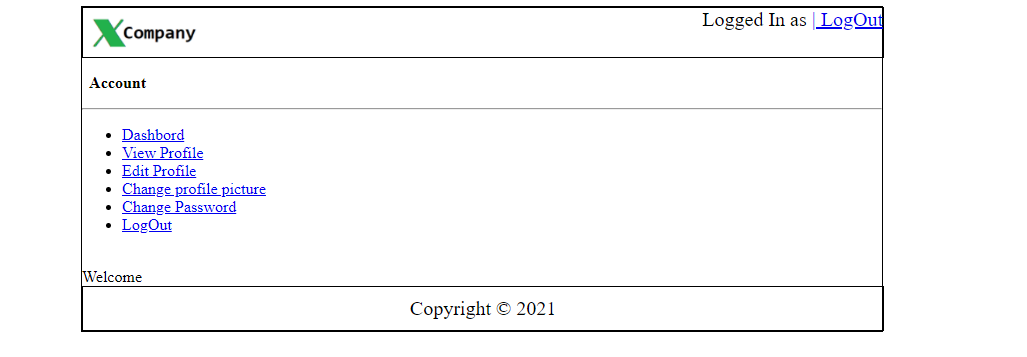 XCompany
Logged In as | LogOut
Account
Dashbord
View Profile
Edit Profile
Change profile picture
Change Password
LogOut
Welcome
Copyright © 2021